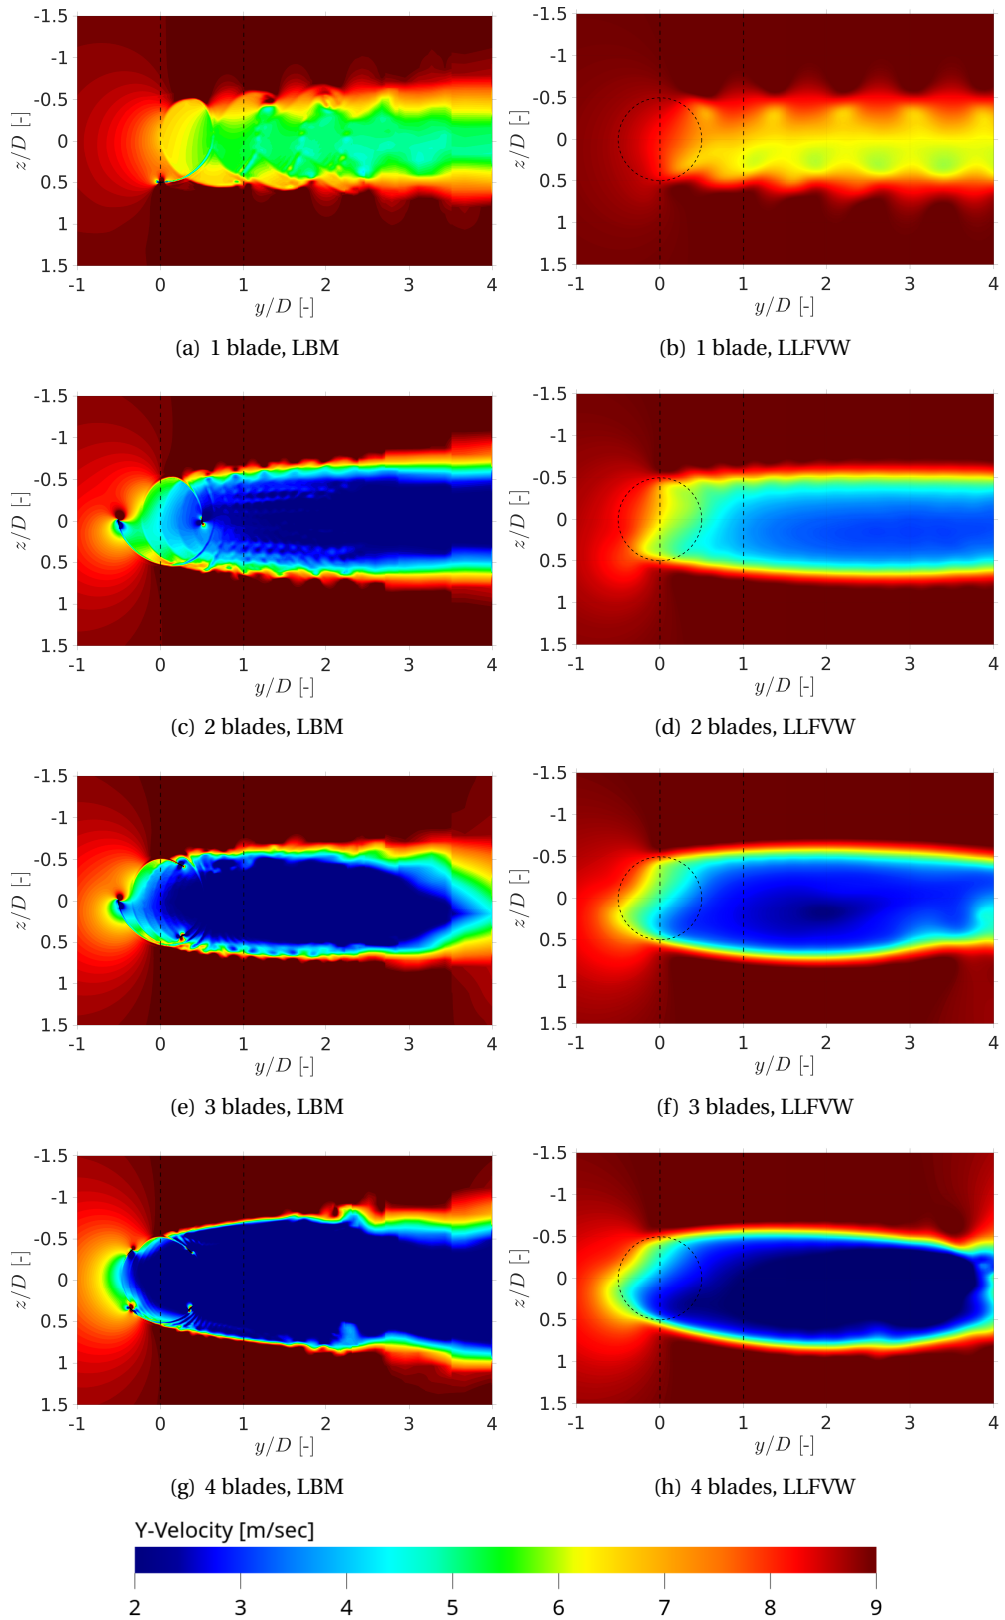 -1.5
-1
-0.5
0
0.5
1
1.5
z/D [-]
-1 0 1 2 3 4
y/D [-]
(a) 1 blade, LBM
-1.5
-1
-0.5
0
0.5
1
1.5
z/D [-]
-1 0 1 2 3 4
y/D [-]
(b) 1 blade, LLFVW
-1.5
-1
-0.5
0
0.5
1
1.5
z/D [-]
-1 0 1 2 3 4
y/D [-]
(c) 2 blades, LBM
-1.5
-1
-0.5
0
0.5
1
1.5
z/D [-]
-1 0 1 2 3 4
y/D [-]
(d) 2 blades, LLFVW
-1.5
-1
-0.5
0
0.5
1
1.5
z/D [-]
-1 0 1 2 3 4
y/D [-]
(e) 3 blades, LBM
-1.5
-1
-0.5
0
0.5
1
1.5
z/D [-]
-1 0 1 2 3 4
y/D [-]
(f) 3 blades, LLFVW
-1.5
-1
-0.5
0
0.5
1
1.5
z/D [-]
-1 0 1 2 3 4
y/D [-]
(g) 4 blades, LBM
-1.5
-1
-0.5
0
0.5
1
1.5
z/D [-]
-1 0 1 2 3 4
y/D [-]
(h) 4 blades, LLFVW
Y-Velocity [m/sec]
2 3 4 5 6 7 8 9